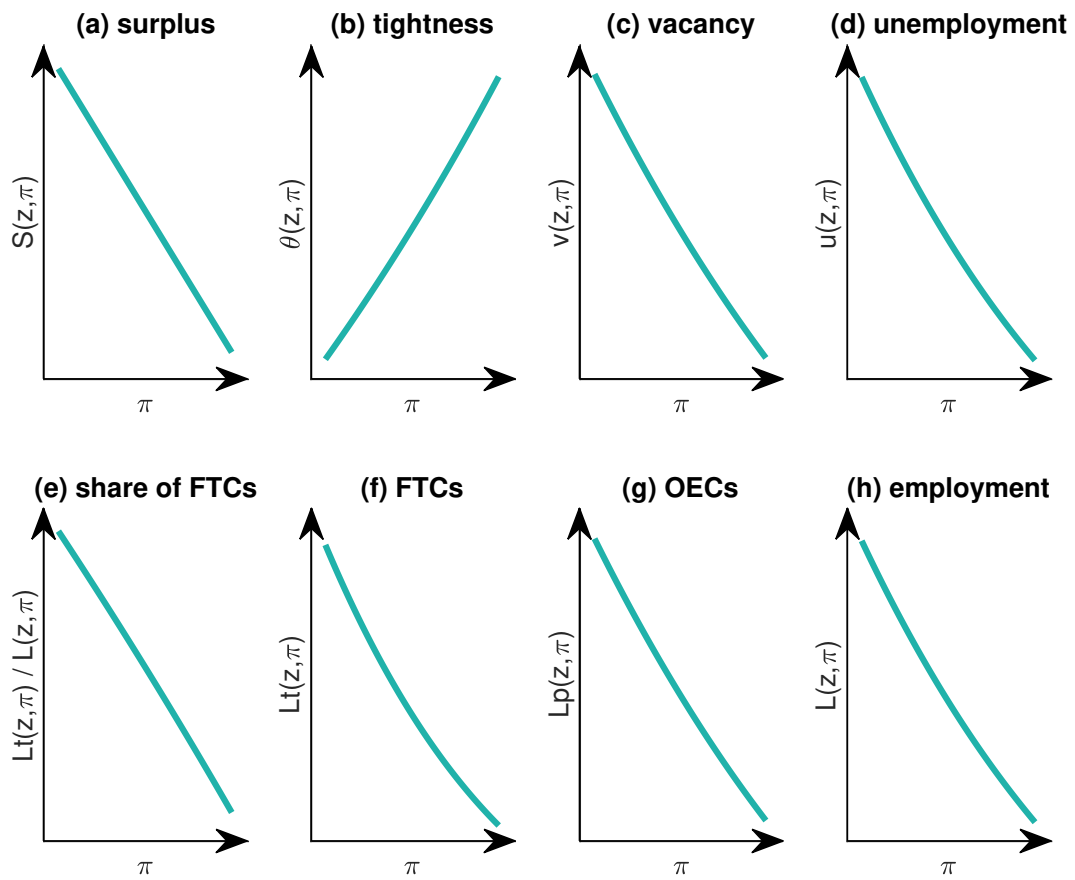 (a) surplus
S(z,π)
π
(b) tightness
θ(z,π)
π
(c) vacancy
v(z,π)
π
(d) unemployment
u(z,π)
π
(e) share of FTCs
Lt(z,π) / L(z,π)
π
(f) FTCs
Lt(z,π)
π
(g) OECs
Lp(z,π)
π
(h) employment
L(z,π)
π